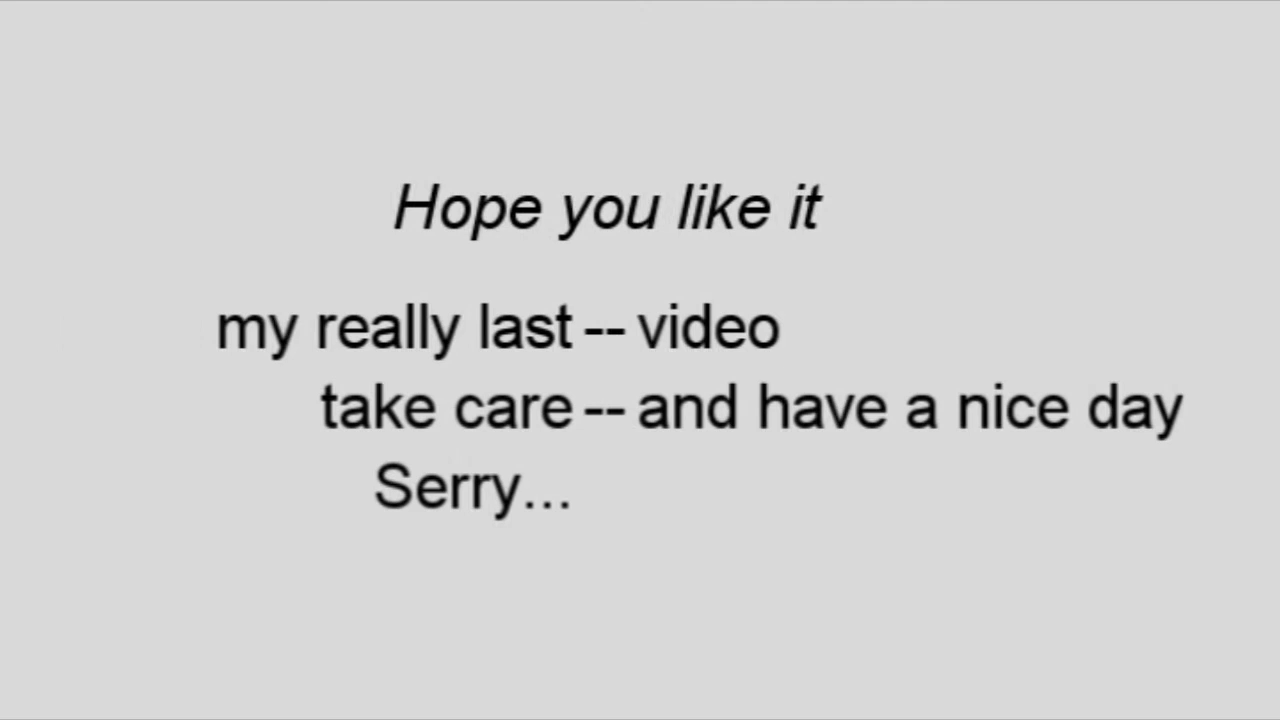 Hope you like it
my really last -- video
take care -- and have a nice day
Serry...